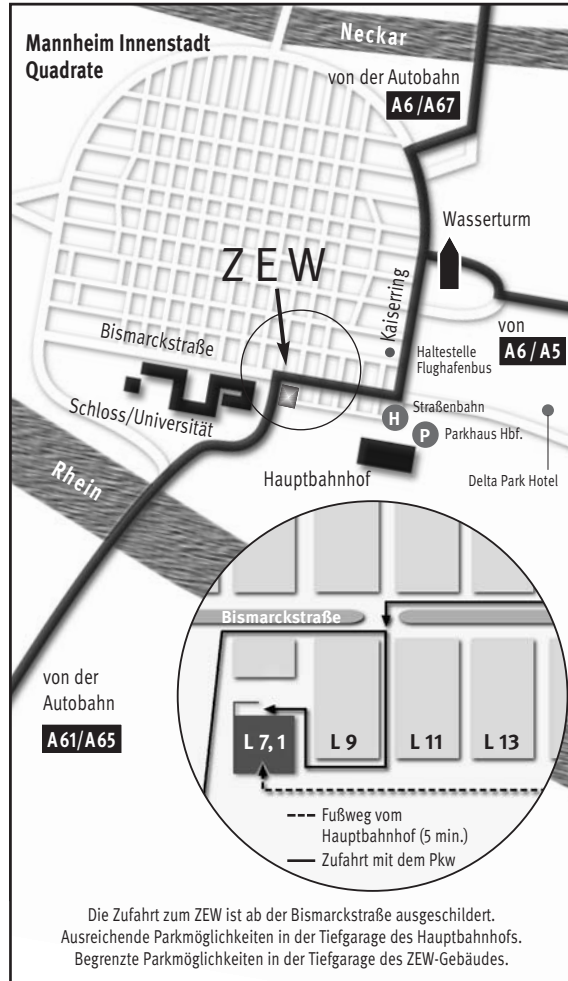 Mannheim Innenstadt
Quadrate
Neckar
von der Autobahn
A6/A67
Wasserturm
ZEW
Kaiserring
Bismarckstraße
von
A6/A5
Haltestelle
Flughafenbus
Schloss/Universität
H
Straßenbahn
P
Parkhaus Hbf.
Rhein
Hauptbahnhof
Delta Park Hotel
Bismarckstraße
von der
Autobahn
A61/A65
L 7, 1
L 9
L 11
L 13
Fußweg vom
Hauptbahnhof (5 min.)
Zufahrt mit dem Pkw
Die Zufahrt zum ZEW ist ab der Bismarckstraße ausgeschildert.
Ausreichende Parkmöglichkeiten in der Tiefgarage des Hauptbahnhofs.
Begrenzte Parkmöglichkeiten in der Tiefgarage des ZEW-Gebäudes.